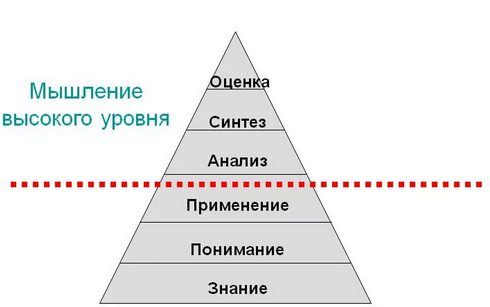 Оценка
Мышление
высокого уровня
Синтез
Анализ
Применение
Понимание
Знание